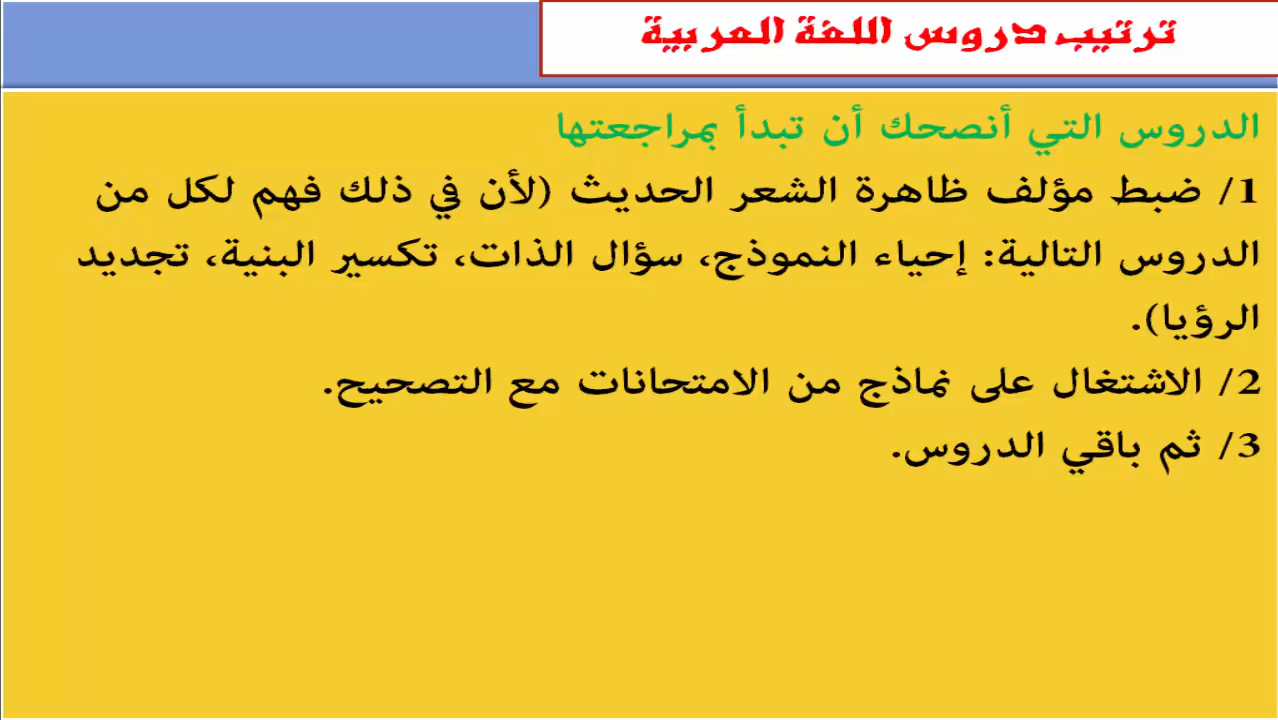 ترتيب دروس اللغة العربية
الدروس التي أنصحك أن تبدأ بمراجعتها
1/ ضبط مؤلف ظاهرة الشعر الحديث (لأن في ذلك فهم لكل من
الدروس التالية: إحياء النموذج، سؤال الذات، تكسير البنية، تجديد
الرؤيا).
2/ الاشتغال على نماذج من الامتحانات مع التصحيح.
3/ ثم باقي الدروس.